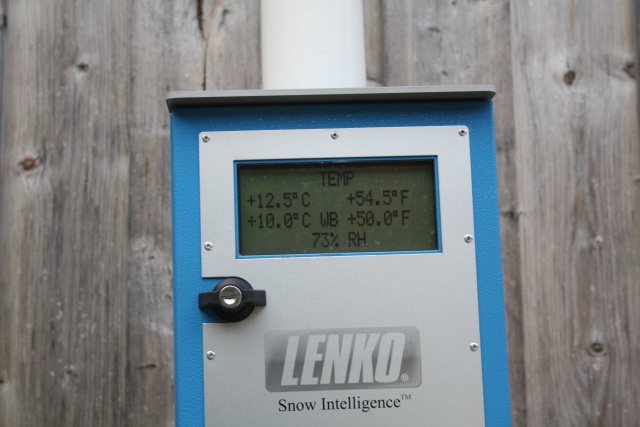 TEMP
+12.5°C +54.5°F
+10.0°C WB +50.0°F
73% RH
LENKO®
Snow Intelligence™